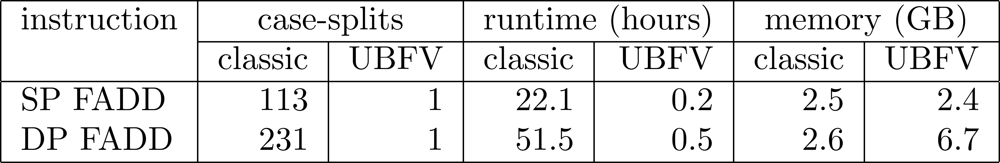 instruction case-splits runtime (hours) memory (GB)
classic UBFV classic UBFV classic UBFV
SP FADD 113 1 22.1 0.2 2.5 2.4
DP FADD 231 1 51.5 0.5 2.6 6.7